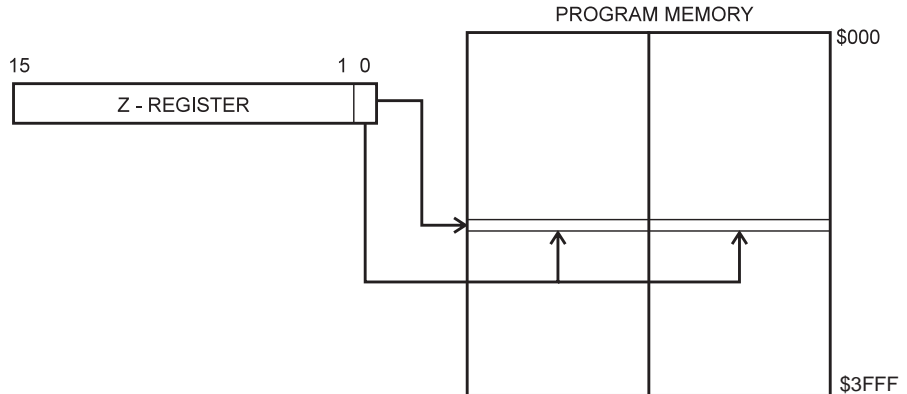 PROGRAM MEMORY
$000
15 1 0
Z - REGISTER
$3FFF